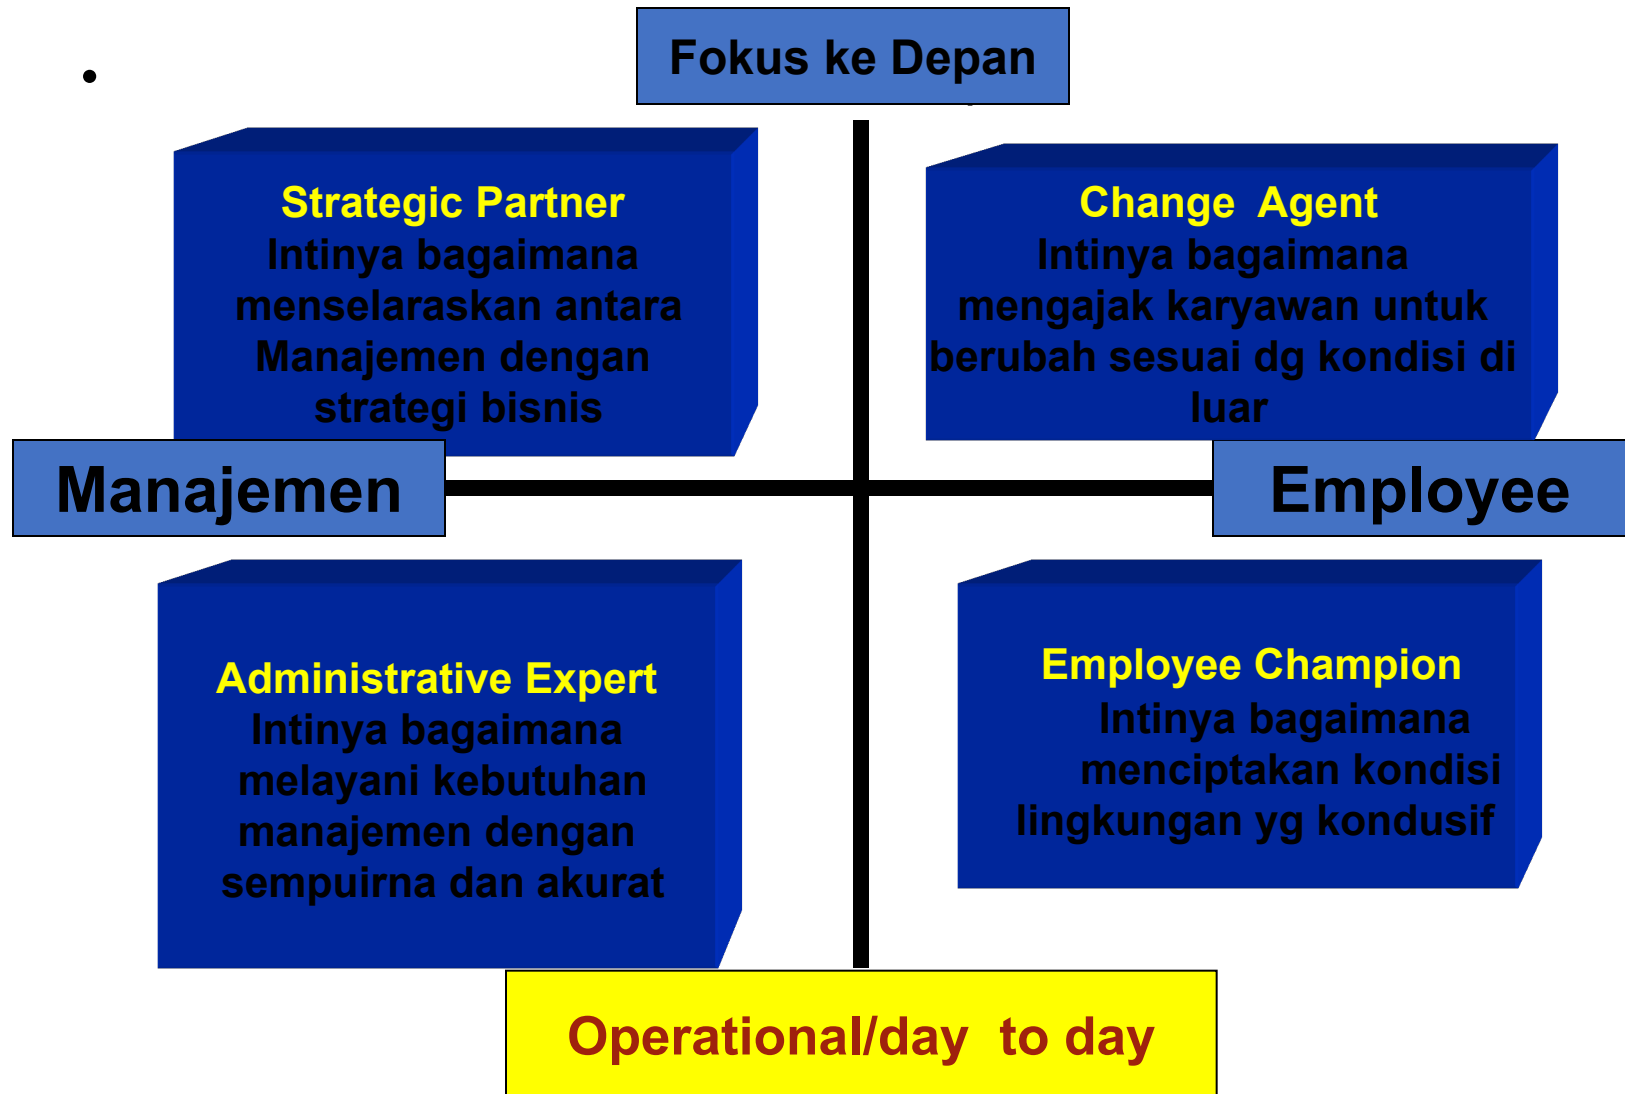 Fokus ke Depan
•
Strategic Partner
Intinya bagaimana
menselaraskan antara
Manajemen dengan
strategi bisnis
Change Agent
Intinya bagaimana
mengajak karyawan untuk
berubah sesuai dg kondisi di
luar
Manajemen
Employee
Administrative Expert
Intinya bagaimana
melayani kebutuhan
manajemen dengan
sempuirna dan akurat
Employee Champion
Intinya bagaimana
menciptakan kondisi
lingkungan yg kondusif
Operational/day to day